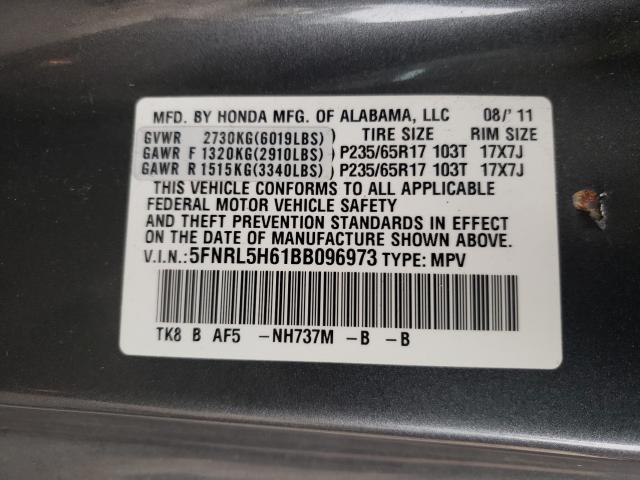 MFD. BY HONDA MFG. OF ALABAMA, LLC 08/'11
GVWR 2730KG(6019LBS) TIRE SIZE RIM SIZE
GAWR F 1320KG(2910LBS) P235/65R17 103T 17X7J
GAWR R 1515KG(3340LBS) P235/65R17 103T 17X7J
THIS VEHICLE CONFORMS TO ALL APPLICABLE
FEDERAL MOTOR VEHICLE SAFETY
AND THEFT PREVENTION STANDARDS IN EFFECT
ON THE DATE OF MANUFACTURE SHOWN ABOVE.
V.I.N.: 5FNRL5H61BB096973 TYPE: MPV
TK8 B AF5 -NH737M -B -B